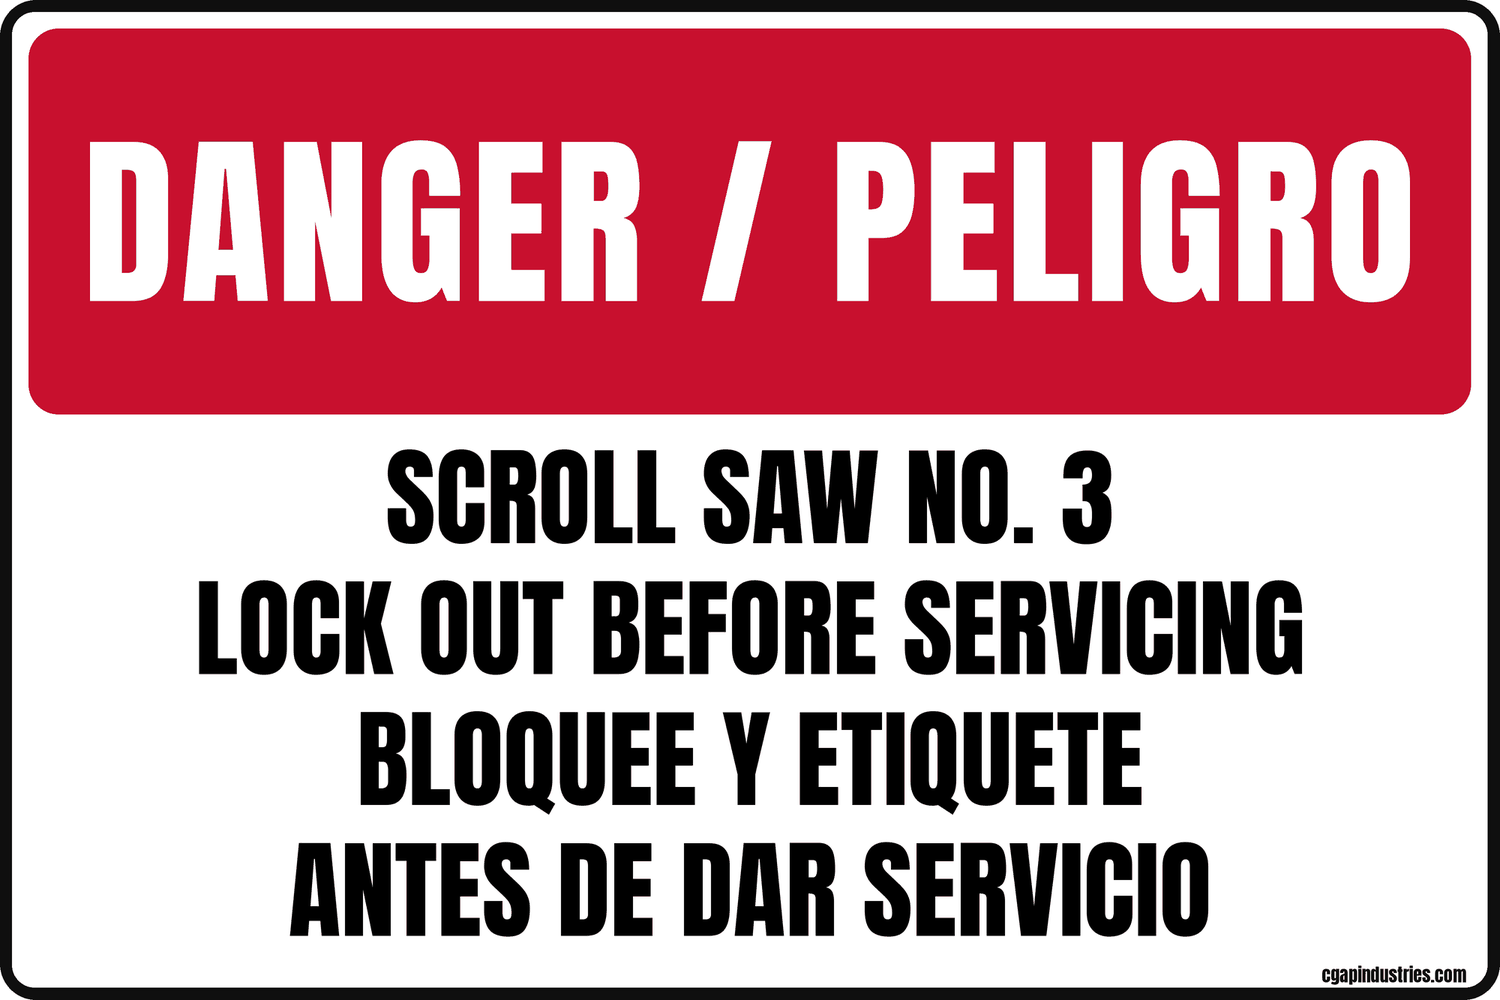 DANGER / PELIGRO
SCROLL SAW NO. 3
LOCK OUT BEFORE SERVICING
BLOQUEE Y ETIQUETE
ANTES DE DAR SERVICIO
cgapindustries.com